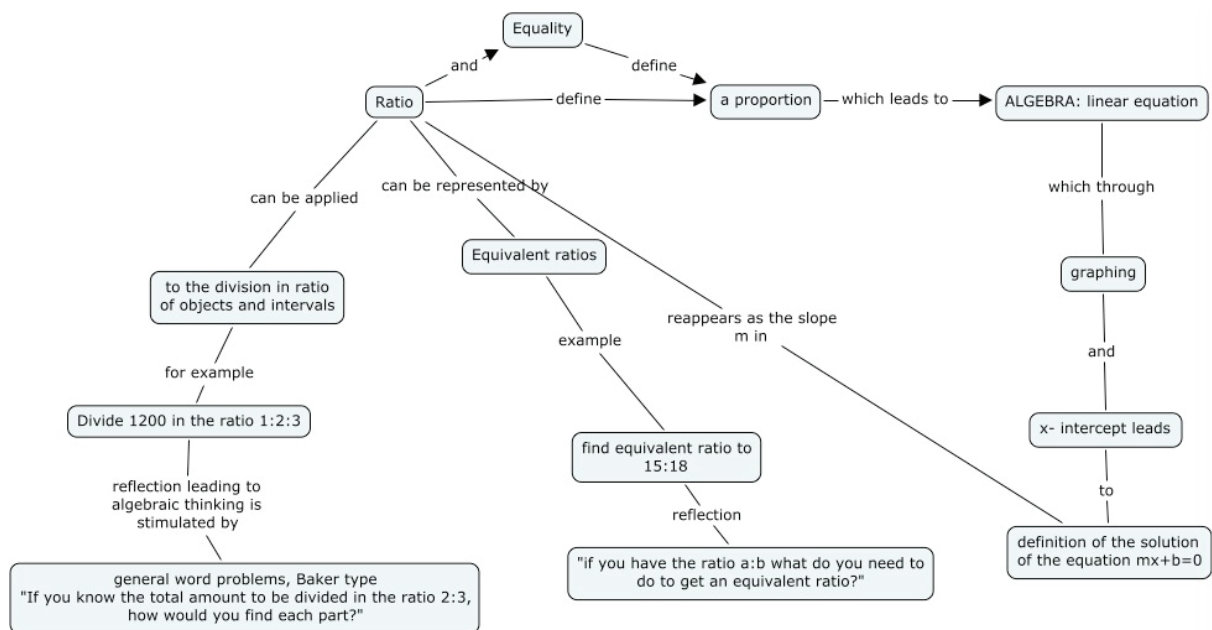 Equality
and
define
Ratio
define
a proportion
which leads to
ALGEBRA: linear equation
can be applied
can be represented by
which through
Equivalent ratios
to the division in ratio
of objects and intervals
graphing
reappears as the slope
m in
example
and
for example
Divide 1200 in the ratio 1:2:3
x- intercept leads
find equivalent ratio to
15:18
reflection leading to
algebraic thinking is
stimulated by
to
reflection
definition of the solution
of the equation mx+b=0
"if you have the ratio a:b what do you need to
do to get an equivalent ratio?"
general word problems, Baker type
"If you know the total amount to be divided in the ratio 2:3,
how would you find each part?"